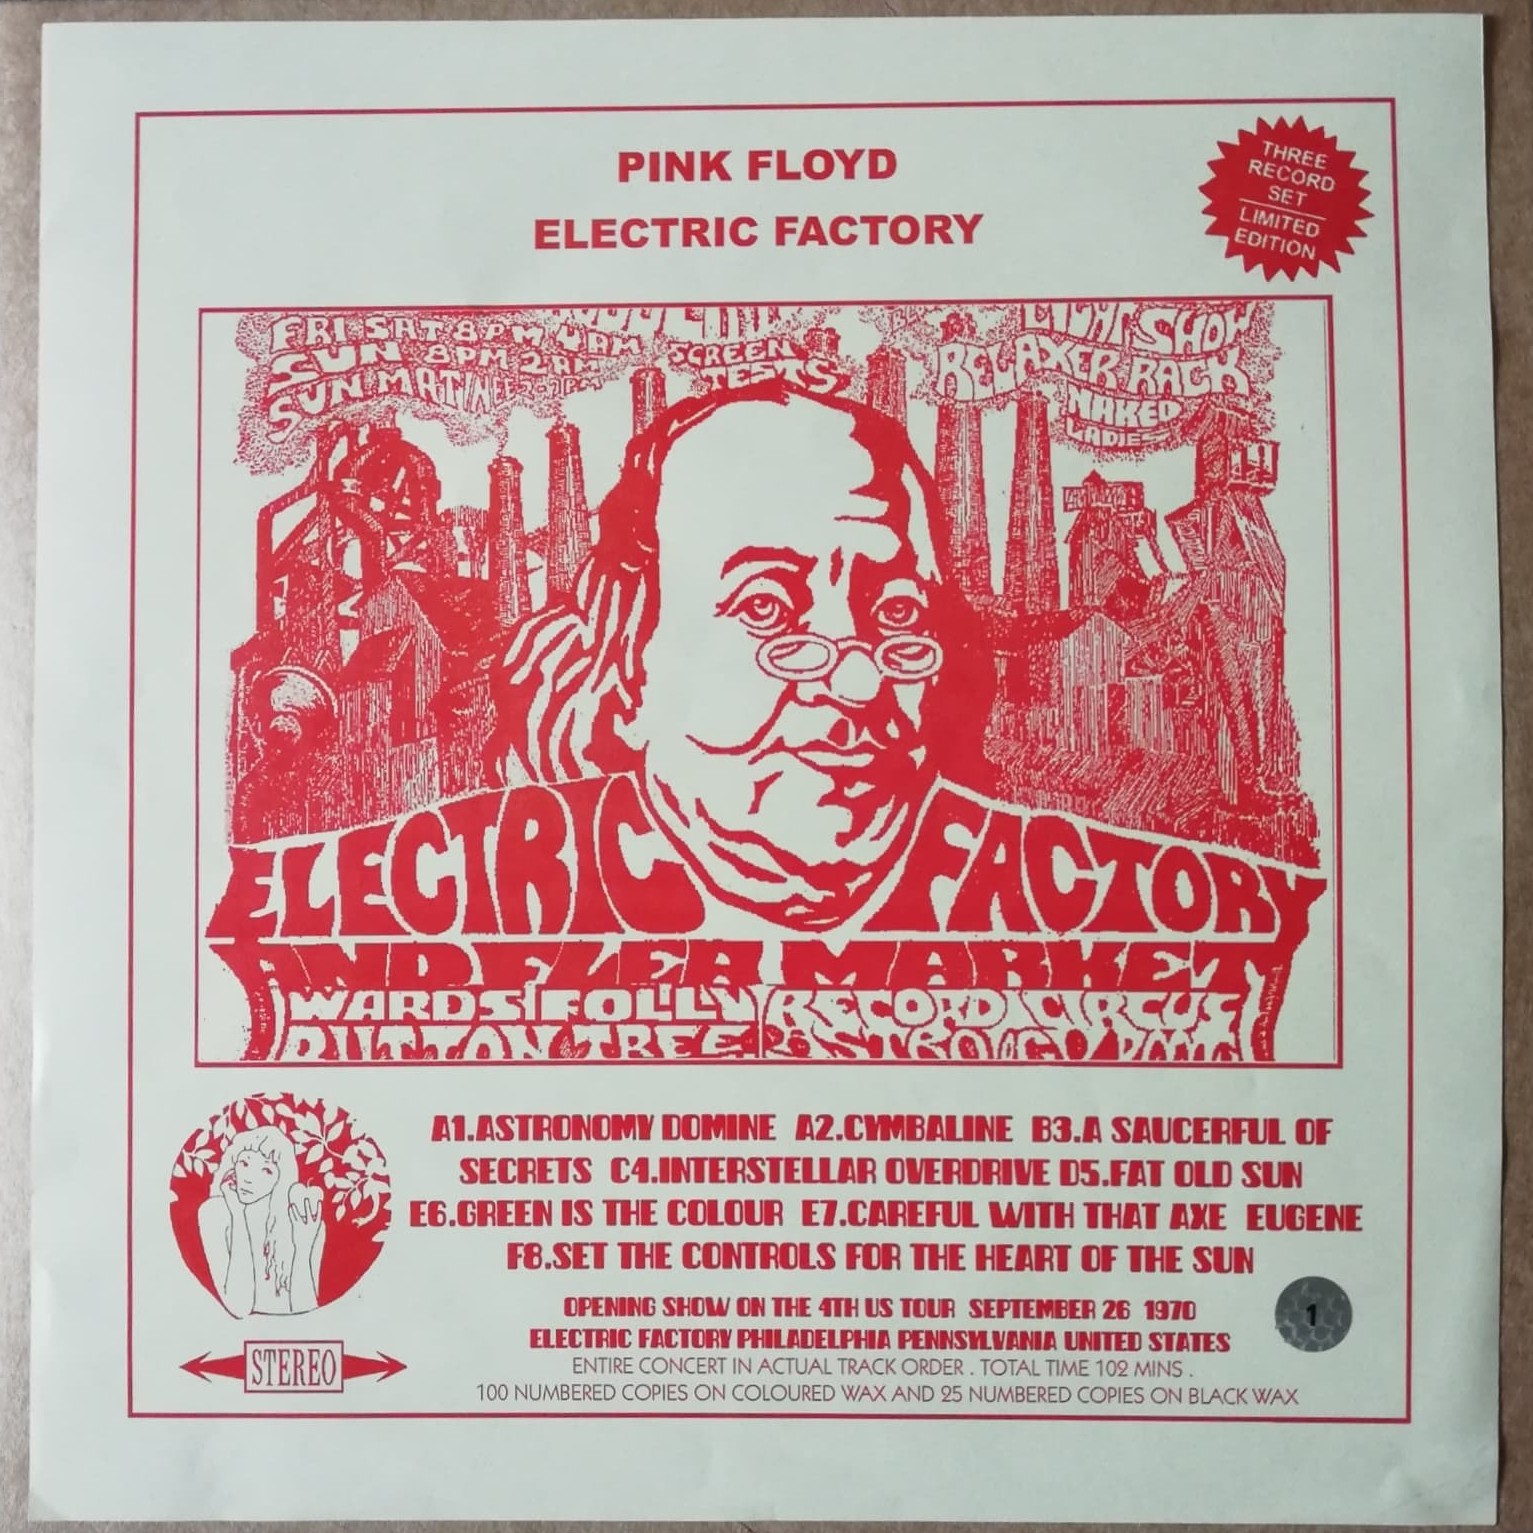 PINK FLOYD
ELECTRIC FACTORY
THREE
RECORD
SET
LIMITED
EDITION
FRI SAT 8PM 4AM
SUN 8PM 2AM
SUN MATINEE
SCREEN
TESTS
LIGHT SHOW
RELAXER RACK
NAKED
LADIES
ELECTRIC FACTORY
AND FLEA MARKET
WARDS FOLLY RECORD CIRCUS
BUTTON TREE
A1.ASTRONOMY DOMINE A2.CYMBALINE B3.A SAUCERFUL OF
SECRETS C4.INTERSTELLAR OVERDRIVE D5.FAT OLD SUN
E6.GREEN IS THE COLOUR E7.CAREFUL WITH THAT AXE EUGENE
F8.SET THE CONTROLS FOR THE HEART OF THE SUN
OPENING SHOW ON THE 4TH US TOUR SEPTEMBER 26 1970
ELECTRIC FACTORY PHILADELPHIA PENNSYLVANIA UNITED STATES
ENTIRE CONCERT IN ACTUAL TRACK ORDER . TOTAL TIME 102 MINS .
100 NUMBERED COPIES ON COLOURED WAX AND 25 NUMBERED COPIES ON BLACK WAX
STEREO
1